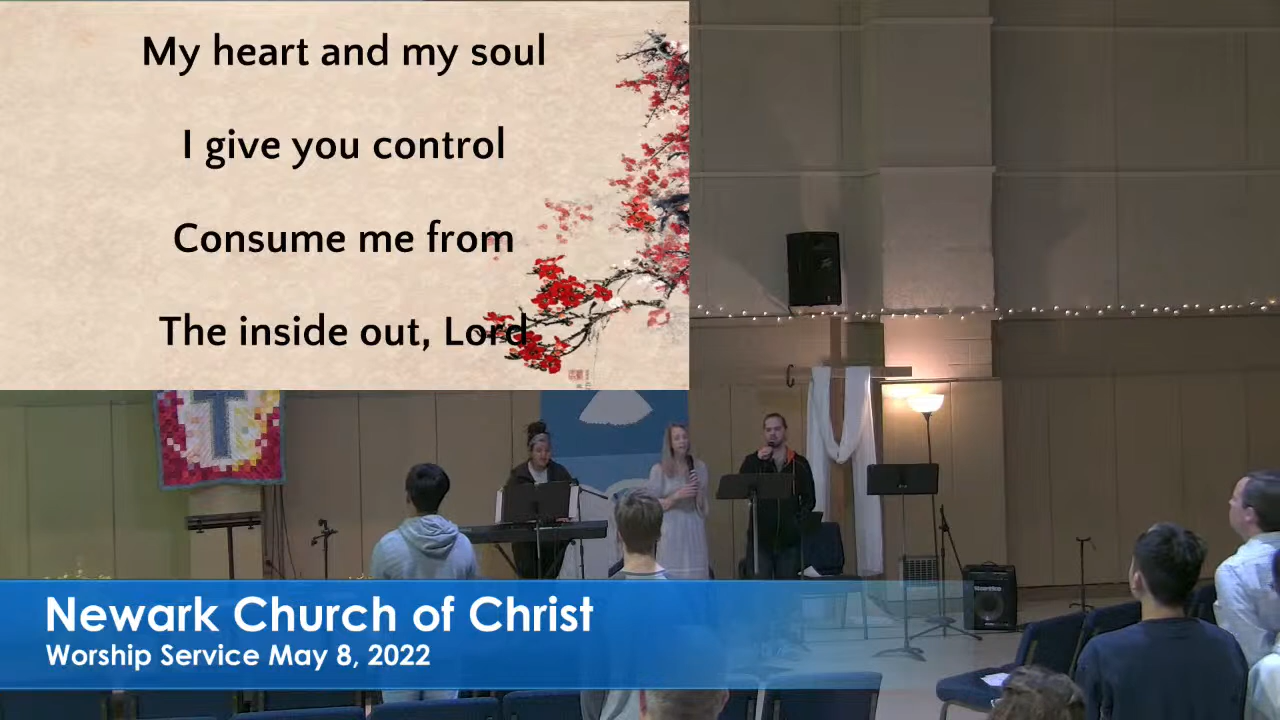 My heart and my soul
I give you control
Consume me from
The inside out, Lord
Newark Church of Christ
Worship Service May 8, 2022
Hartke